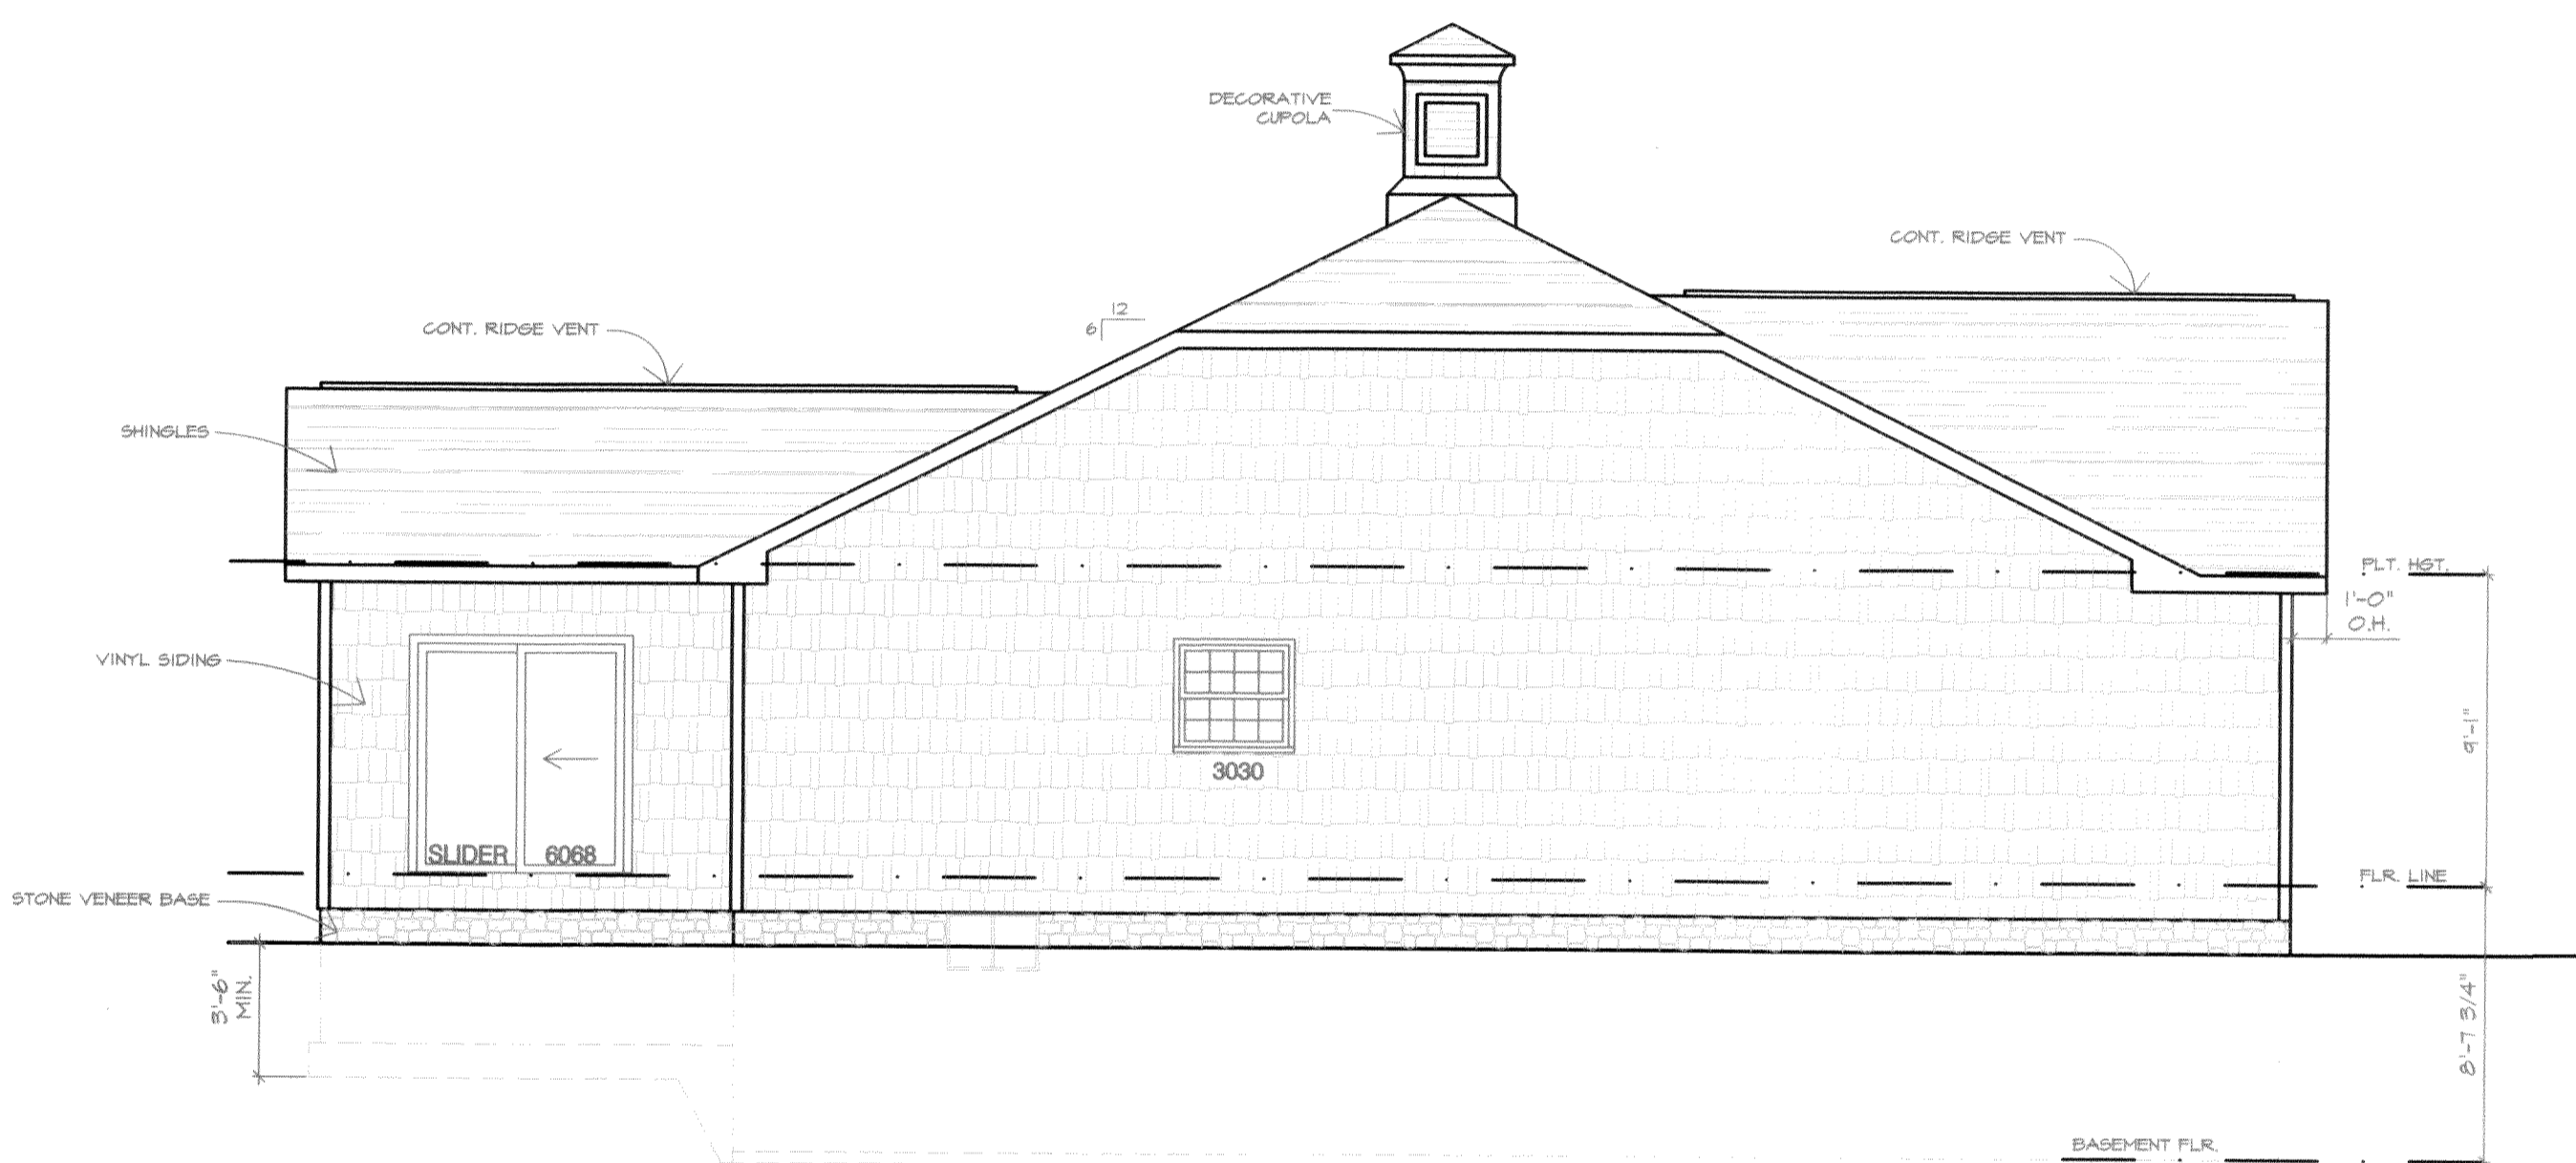 DECORATIVE
CUPOLA
CONT. RIDGE VENT
12
6
CONT. RIDGE VENT
SHINGLES
PLT. HGT.
1'-0"
O.H.
VINYL SIDING
9'-1"
3030
SLIDER 6068
FLR. LINE
STONE VENEER BASE
3'-6"
MIN.
8'-7 3/4"
BASEMENT FLR.